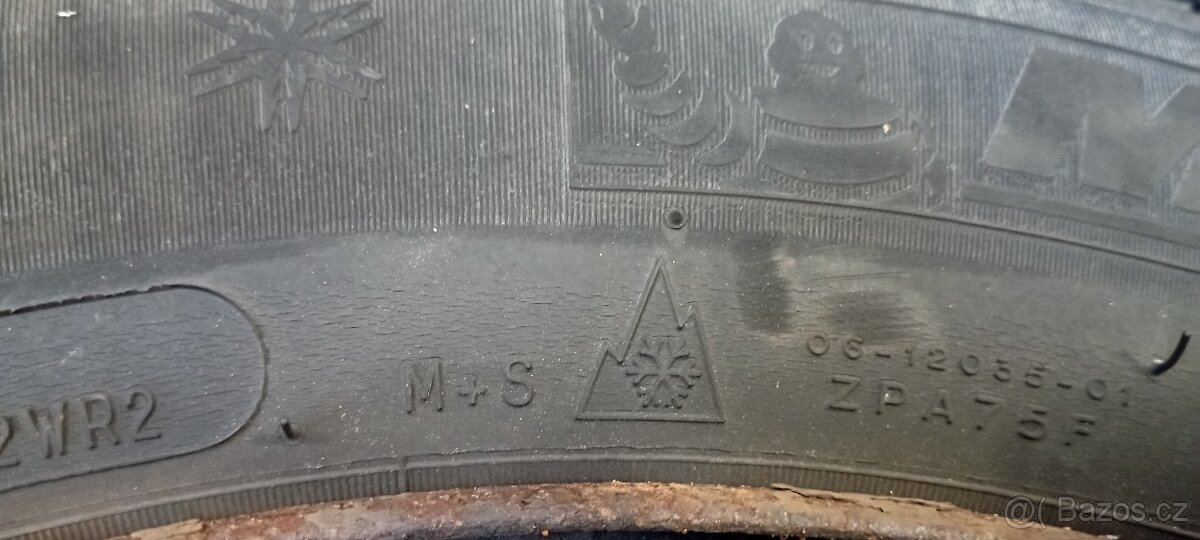 06-12035-01
2WR2
M+S
ZPA75F
@( Bazos.cz